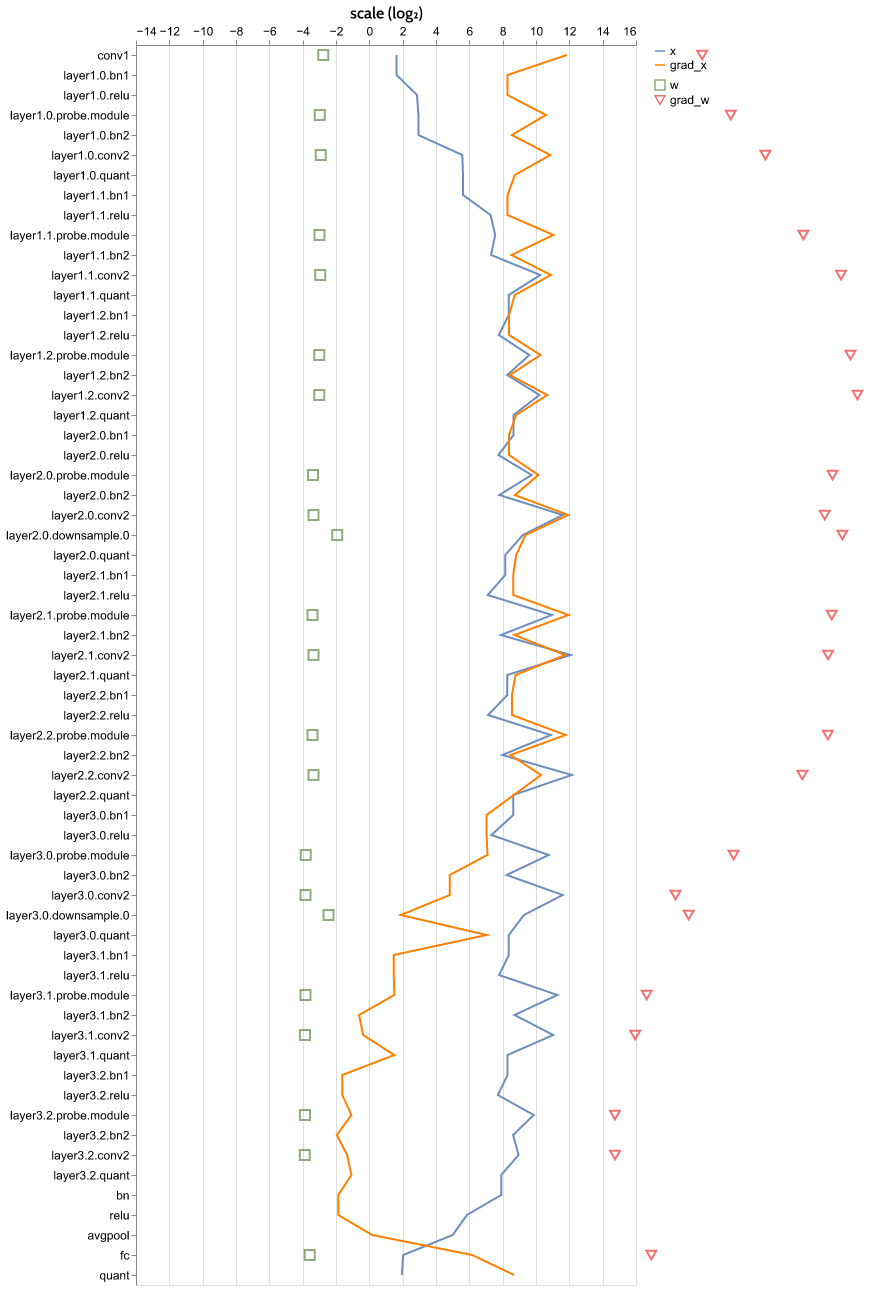 scale (log₂)
−14 −12 −10 −8 −6 −4 −2 0 2 4 6 8 10 12 14 16
x
grad_x
w
grad_w
conv1
layer1.0.bn1
layer1.0.relu
layer1.0.probe.module
layer1.0.bn2
layer1.0.conv2
layer1.0.quant
layer1.1.bn1
layer1.1.relu
layer1.1.probe.module
layer1.1.bn2
layer1.1.conv2
layer1.1.quant
layer1.2.bn1
layer1.2.relu
layer1.2.probe.module
layer1.2.bn2
layer1.2.conv2
layer1.2.quant
layer2.0.bn1
layer2.0.relu
layer2.0.probe.module
layer2.0.bn2
layer2.0.conv2
layer2.0.downsample.0
layer2.0.quant
layer2.1.bn1
layer2.1.relu
layer2.1.probe.module
layer2.1.bn2
layer2.1.conv2
layer2.1.quant
layer2.2.bn1
layer2.2.relu
layer2.2.probe.module
layer2.2.bn2
layer2.2.conv2
layer2.2.quant
layer3.0.bn1
layer3.0.relu
layer3.0.probe.module
layer3.0.bn2
layer3.0.conv2
layer3.0.downsample.0
layer3.0.quant
layer3.1.bn1
layer3.1.relu
layer3.1.probe.module
layer3.1.bn2
layer3.1.conv2
layer3.1.quant
layer3.2.bn1
layer3.2.relu
layer3.2.probe.module
layer3.2.bn2
layer3.2.conv2
layer3.2.quant
bn
relu
avgpool
fc
quant